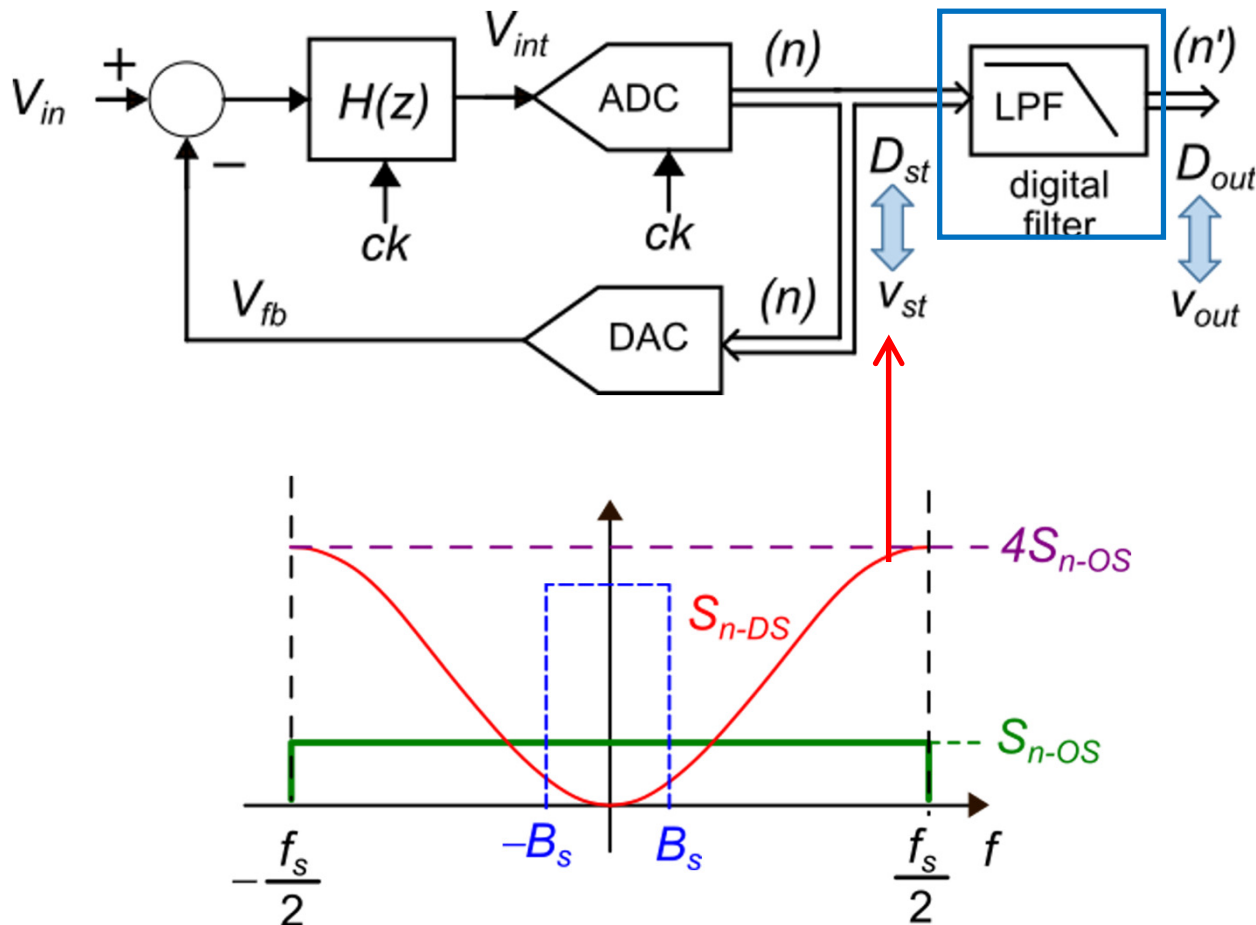 V_in
+
−
H(z)
ck
V_int
ADC
ck
(n)
D_st
v_st
LPF
digital
filter
(n')
D_out
v_out
V_fb
DAC
(n)
4S_n-OS
S_n-DS
S_n-OS
−f_s/2
−B_s
B_s
f_s/2
f